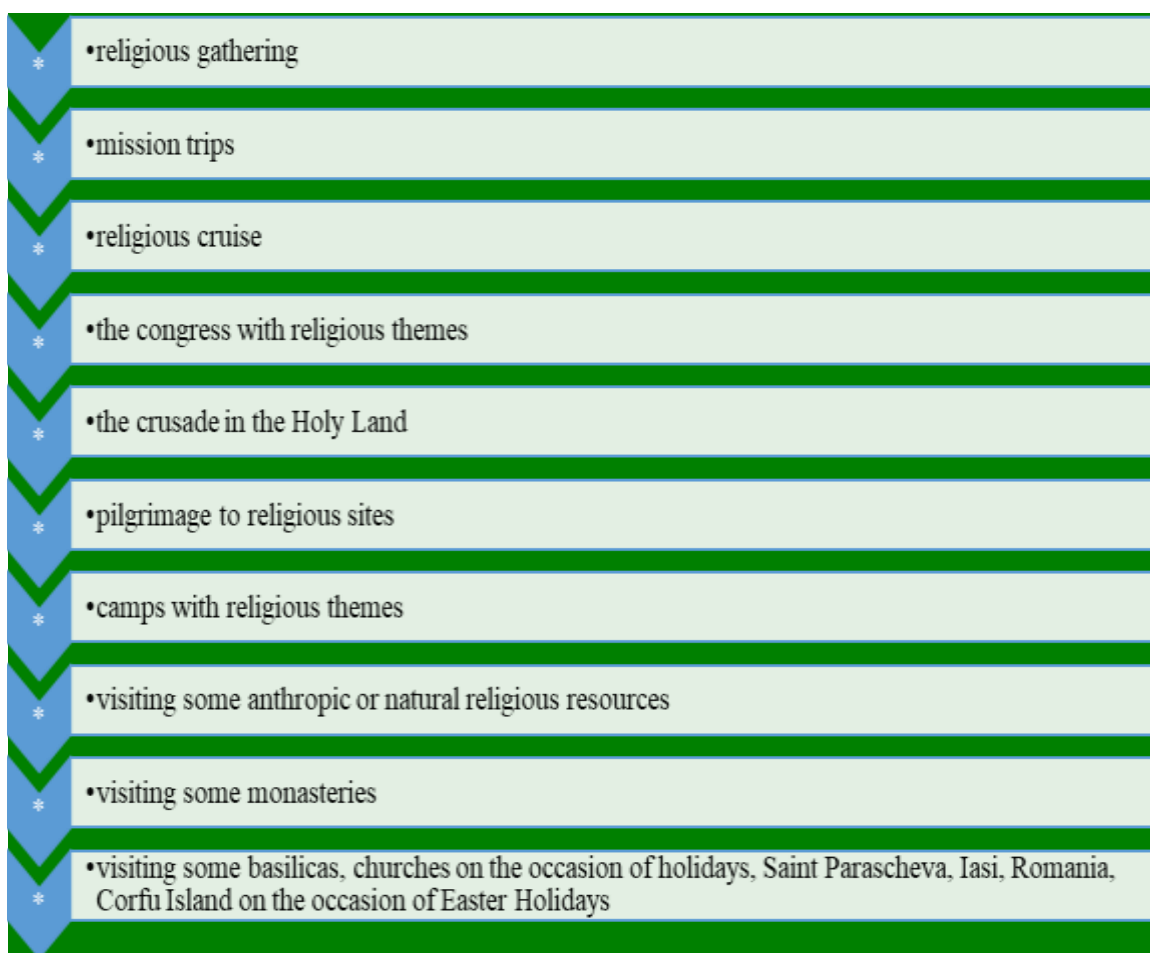 *
•religious gathering
*
•mission trips
*
•religious cruise
*
•the congress with religious themes
*
•the crusade in the Holy Land
*
•pilgrimage to religious sites
*
•camps with religious themes
*
•visiting some anthropic or natural religious resources
*
•visiting some monasteries
*
•visiting some basilicas, churches on the occasion of holidays, Saint Parascheva, Iasi, Romania,
Corfu Island on the occasion of Easter Holidays